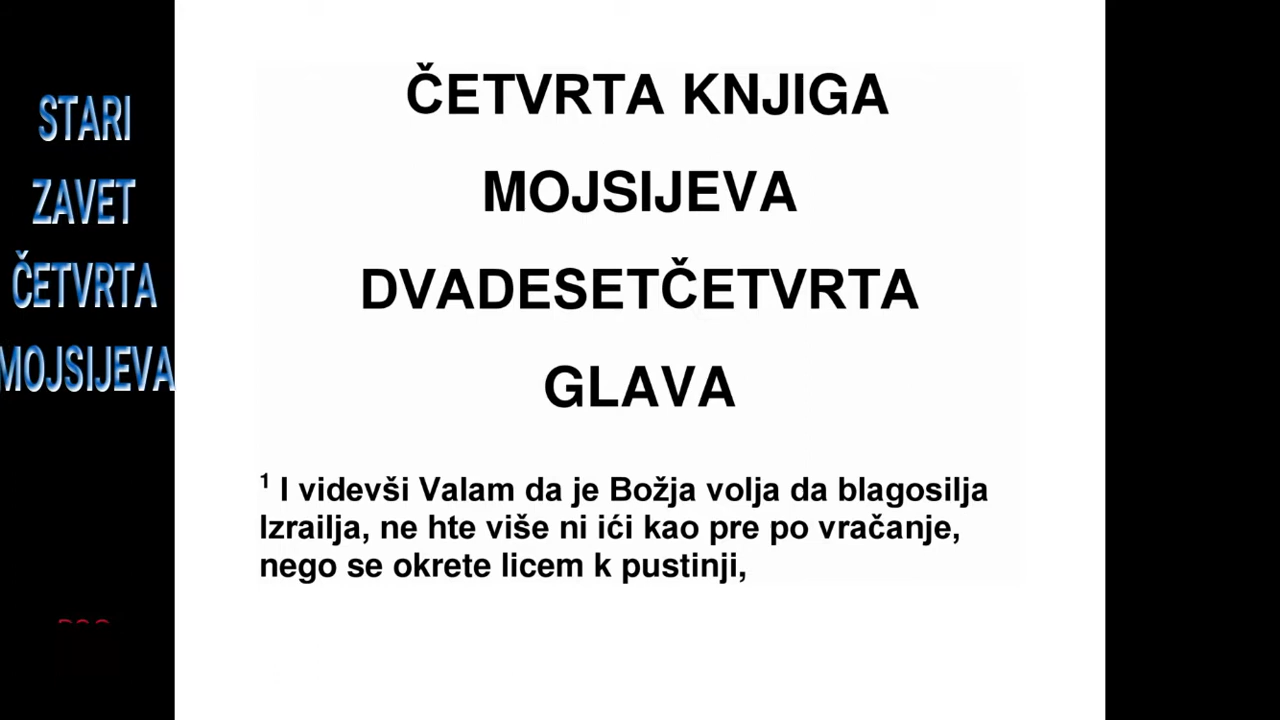 STARI
ZAVET
ČETVRTA
MOJSIJEVA
ČETVRTA KNJIGA
MOJSIJEVA
DVADESETČETVRTA
GLAVA
1 I videvši Valam da je Božja volja da blagosilja
Izrailja, ne hte više ni ići kao pre po vračanje,
nego se okrete licem k pustinji,